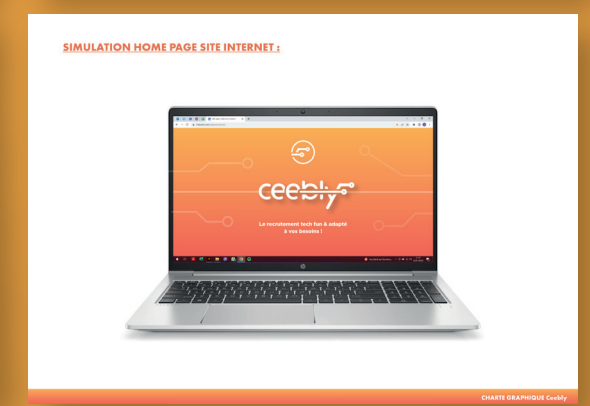 SIMULATION HOME PAGE SITE INTERNET :
ceebly
Le recrutement tech fun & adapté
à vos besoins !
CHARTE GRAPHIQUE Ceebly